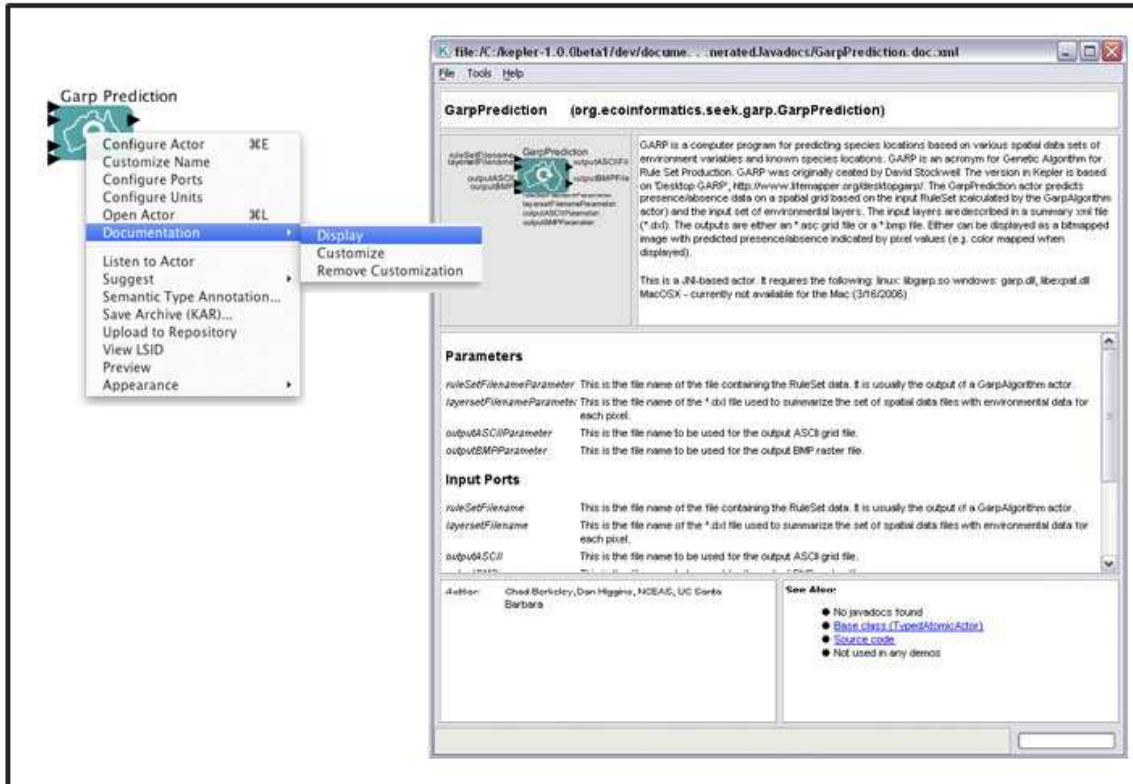 Garp Prediction
Configure Actor ⌘E
Customize Name
Configure Ports
Configure Units
Open Actor ⌘L
Documentation
Display
Customize
Remove Customization
Listen to Actor
Suggest
Semantic Type Annotation...
Save Archive (KAR)...
Upload to Repository
View LSID
Preview
Appearance
file:/C:/kepler-1.0.0beta1/dev/docume. . .neratedJavadocs/GarpPrediction.doc.xml
File Tools Help
GarpPrediction (org.ecoinformatics.seek.garp.GarpPrediction)
GarpPrediction
ruleSetFilename
layersetFilename
outputASCII
outputBMP
outputASCIIFil
outputBMPFile
layersetFilenameParameter
outputASCIIParameter
outputBMPParameter
GARP is a computer program for predicting species locations based on various spatial data sets of
environment variables and known species locations. GARP is an acronym for Genetic Algorithm for
Rule Set Production. GARP was originally created by David Stockwell The version in Kepler is based
on 'Desktop GARP', http://www.lifemapper.org/desktopgarp/. The GarpPrediction actor predicts
presence/absence data on a spatial grid based on the input RuleSet (calculated by the GarpAlgorithm
actor) and the input set of environmental layers. The input layers are described in a summary xml file
(*.dxl). The outputs are either an *.asc grid file or a *.bmp file. Either can be displayed as a bitmapped
image with predicted presence/absence indicated by pixel values (e.g. color mapped when
displayed).
This is a JNI-based actor. It requires the following: linux: libgarp.so windows: garp.dll, libexpat.dll
MacOSX - currently not available for the Mac (3/16/2006)
Parameters
ruleSetFilenameParameter This is the file name of the file containing the RuleSet data. It is usually the output of a GarpAlgorithm actor.
layersetFilenameParameter This is the file name of the *.dxl file used to summarize the set of spatial data files with environmental data for
each pixel.
outputASCIIParameter This is the file name to be used for the output ASCII grid file.
outputBMPParameter This is the file name to be used for the output BMP raster file.
Input Ports
ruleSetFilename This is the file name of the file containing the RuleSet data. It is usually the output of a GarpAlgorithm actor.
layersetFilename This is the file name of the *.dxl file used to summarize the set of spatial data files with environmental data for
each pixel.
outputASCII This is the file name to be used for the output ASCII grid file.
Author: Chad Berkeley, Dan Higgins, NCEAS, UC Santa
Barbara
See Also:
No javadocs found
Base class (TypedAtomicActor)
Source code
Not used in any demos